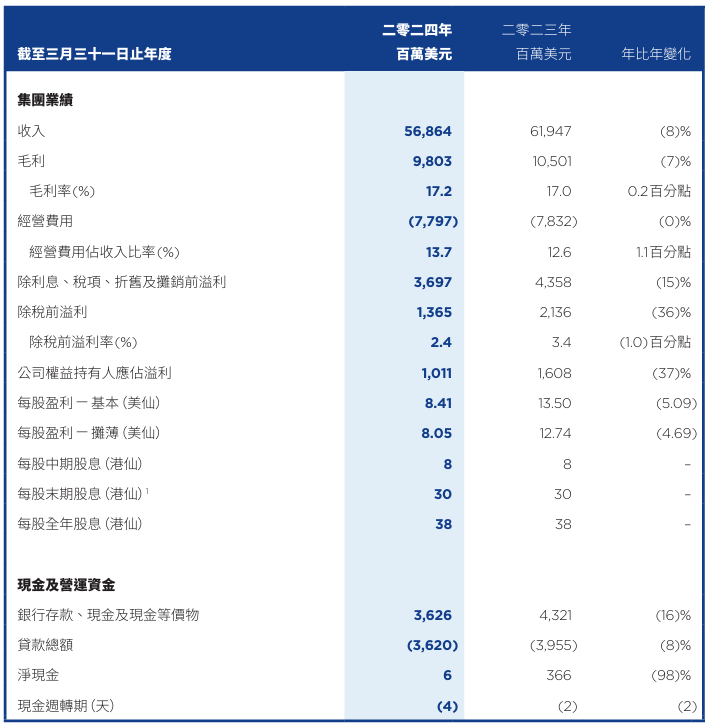 二零二四年 二零二三年
截至三月三十一日止年度 百萬美元 百萬美元 年比年變化
集團業績
收入 56,864 61,947 (8)%
毛利 9,803 10,501 (7)%
毛利率(%) 17.2 17.0 0.2百分點
經營費用 (7,797) (7,832) (0)%
經營費用佔收入比率(%) 13.7 12.6 1.1百分點
除利息、稅項、折舊及攤銷前溢利 3,697 4,358 (15)%
除稅前溢利 1,365 2,136 (36)%
除稅前溢利率(%) 2.4 3.4 (1.0)百分點
公司權益持有人應佔溢利 1,011 1,608 (37)%
每股盈利 — 基本(美仙) 8.41 13.50 (5.09)
每股盈利 — 攤薄(美仙) 8.05 12.74 (4.69)
每股中期股息(港仙) 8 8 –
每股末期股息(港仙)1 30 30 –
每股全年股息(港仙) 38 38 –
現金及營運資金
銀行存款、現金及現金等價物 3,626 4,321 (16)%
貸款總額 (3,620) (3,955) (8)%
淨現金 6 366 (98)%
現金週轉期(天) (4) (2) (2)